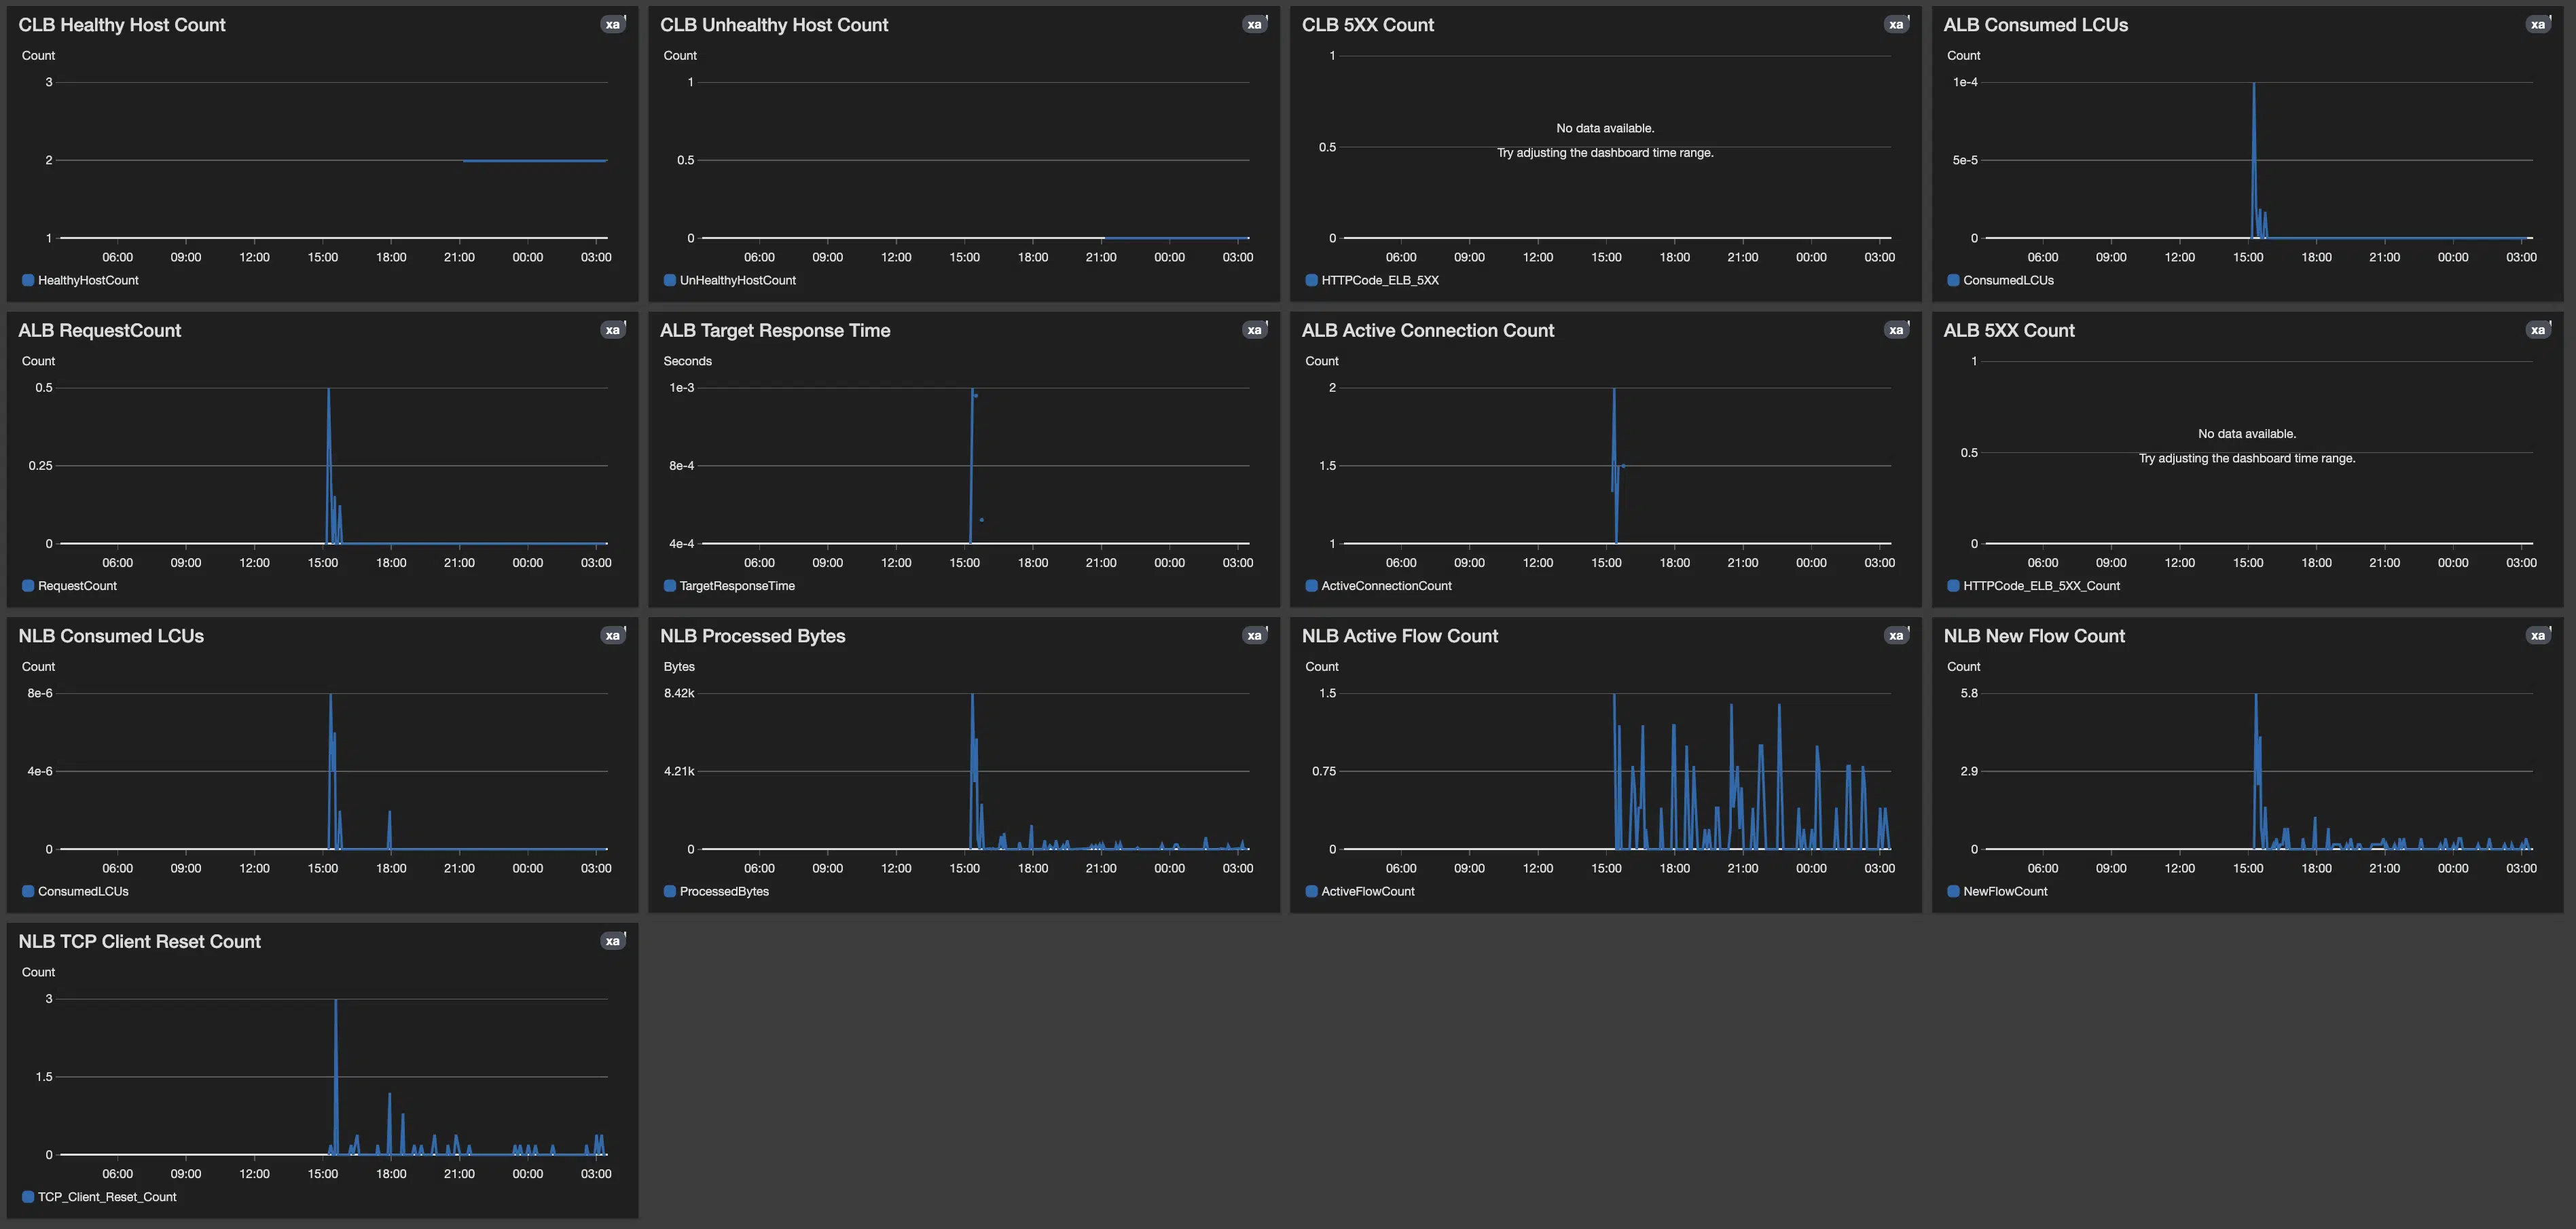 CLB Healthy Host Count
xa
Count
3
2
1
06:00 09:00 12:00 15:00 18:00 21:00 00:00 03:00
HealthyHostCount
CLB Unhealthy Host Count
xa
Count
1
0.5
0
06:00 09:00 12:00 15:00 18:00 21:00 00:00 03:00
UnHealthyHostCount
CLB 5XX Count
xa
1
No data available.
0.5
Try adjusting the dashboard time range.
0
06:00 09:00 12:00 15:00 18:00 21:00 00:00 03:00
HTTPCode_ELB_5XX
ALB Consumed LCUs
xa
Count
1e-4
5e-5
0
06:00 09:00 12:00 15:00 18:00 21:00 00:00 03:00
ConsumedLCUs
ALB RequestCount
xa
Count
0.5
0.25
0
06:00 09:00 12:00 15:00 18:00 21:00 00:00 03:00
RequestCount
ALB Target Response Time
xa
Seconds
1e-3
8e-4
4e-4
06:00 09:00 12:00 15:00 18:00 21:00 00:00 03:00
TargetResponseTime
ALB Active Connection Count
xa
Count
2
1.5
1
06:00 09:00 12:00 15:00 18:00 21:00 00:00 03:00
ActiveConnectionCount
ALB 5XX Count
xa
1
No data available.
0.5
Try adjusting the dashboard time range.
0
06:00 09:00 12:00 15:00 18:00 21:00 00:00 03:00
HTTPCode_ELB_5XX_Count
NLB Consumed LCUs
xa
Count
8e-6
4e-6
0
06:00 09:00 12:00 15:00 18:00 21:00 00:00 03:00
ConsumedLCUs
NLB Processed Bytes
xa
Bytes
8.42k
4.21k
0
06:00 09:00 12:00 15:00 18:00 21:00 00:00 03:00
ProcessedBytes
NLB Active Flow Count
xa
Count
1.5
0.75
0
06:00 09:00 12:00 15:00 18:00 21:00 00:00 03:00
ActiveFlowCount
NLB New Flow Count
xa
Count
5.8
2.9
0
06:00 09:00 12:00 15:00 18:00 21:00 00:00 03:00
NewFlowCount
NLB TCP Client Reset Count
xa
Count
3
1.5
0
06:00 09:00 12:00 15:00 18:00 21:00 00:00 03:00
TCP_Client_Reset_Count